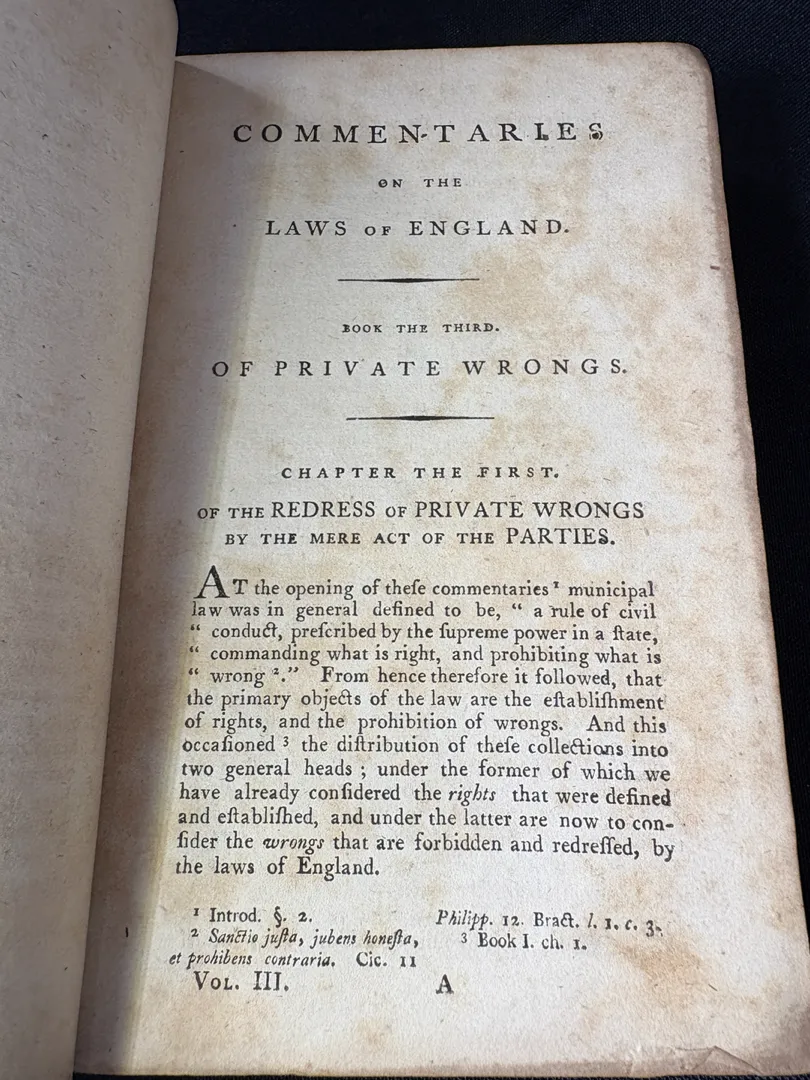 COMMENTARIES
ON THE
LAWS OF ENGLAND.
BOOK THE THIRD.
OF PRIVATE WRONGS.
CHAPTER THE FIRST.
OF THE REDRESS OF PRIVATE WRONGS
BY THE MERE ACT OF THE PARTIES.
AT the opening of theſe commentaries ¹ municipal
law was in general defined to be, “ a rule of civil
“ conduct, preſcribed by the ſupreme power in a ſtate,
“ commanding what is right, and prohibiting what is
“ wrong ².” From hence therefore it followed, that
the primary objects of the law are the eſtabliſhment
of rights, and the prohibition of wrongs. And this
occaſioned ³ the diſtribution of theſe collections into
two general heads ; under the former of which we
have already conſidered the rights that were defined
and eſtabliſhed, and under the latter are now to con-
ſider the wrongs that are forbidden and redreſſed, by
the laws of England.
¹ Introd. §. 2.
² Sanctio juſta, jubens honeſta,
et prohibens contraria. Cic. 11
Philipp. 12. Bract. l. 1. c. 3.
³ Book I. ch. 1.
VOL. III.
A